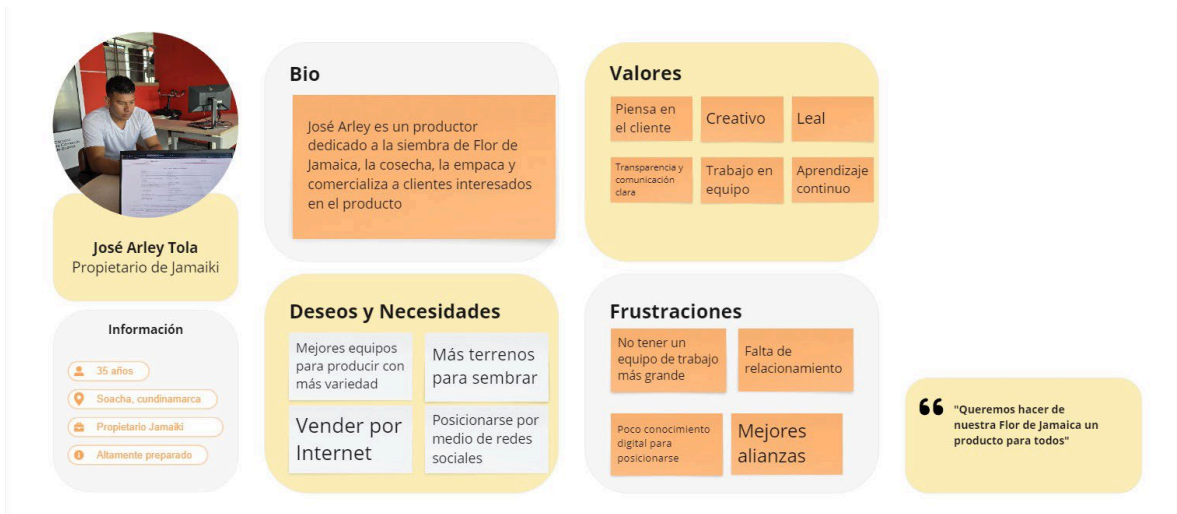 José Arley Tola
Propietario de Jamaiki
Información
35 años
Soacha, cundinamarca
Propietario Jamaiki
Altamente preparado
Bio
José Arley es un productor
dedicado a la siembra de Flor de
Jamaica, la cosecha, la empaca y
comercializa a clientes interesados
en el producto
Valores
Piensa en
el cliente
Creativo
Leal
Transparencia y
comunicación
clara
Trabajo en
equipo
Aprendizaje
continuo
Deseos y Necesidades
Mejores equipos
para producir con
más variedad
Más terrenos
para sembrar
Vender por
Internet
Posicionarse por
medio de redes
sociales
Frustraciones
No tener un
equipo de trabajo
más grande
Falta de
relacionamiento
Poco conocimiento
digital para
posicionarse
Mejores
alianzas
"Queremos hacer de
nuestra Flor de Jamaica un
producto para todos"